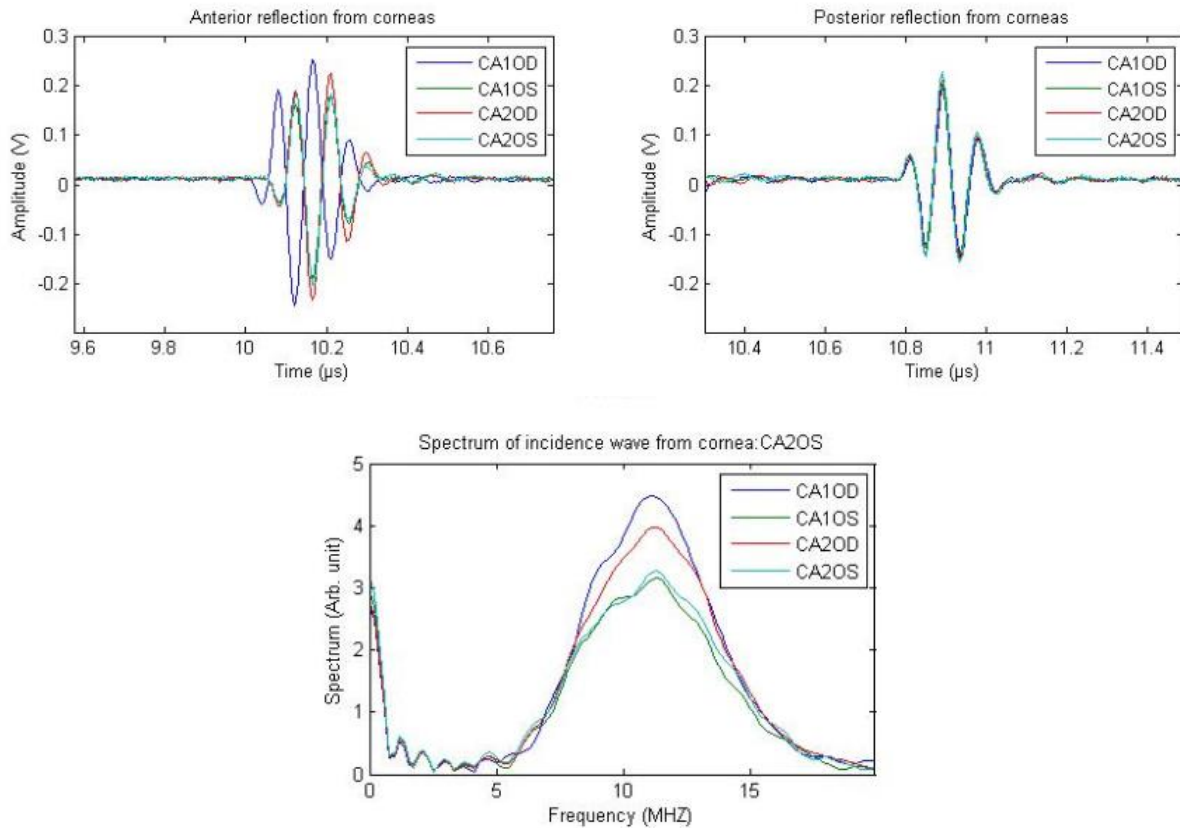 Anterior reflection from corneas
Amplitude (V)
0.3
0.2
0.1
0
-0.1
-0.2
9.6
9.8
10
10.2
10.4
10.6
Time (µs)
CA1OD
CA1OS
CA2OD
CA2OS
Posterior reflection from corneas
Amplitude (V)
0.3
0.2
0.1
0
-0.1
-0.2
10.4
10.6
10.8
11
11.2
11.4
Time (µs)
CA1OD
CA1OS
CA2OD
CA2OS
Spectrum of incidence wave from cornea:CA2OS
Spectrum (Arb. unit)
5
4
3
2
1
0
0
5
10
15
Frequency (MHZ)
CA1OD
CA1OS
CA2OD
CA2OS